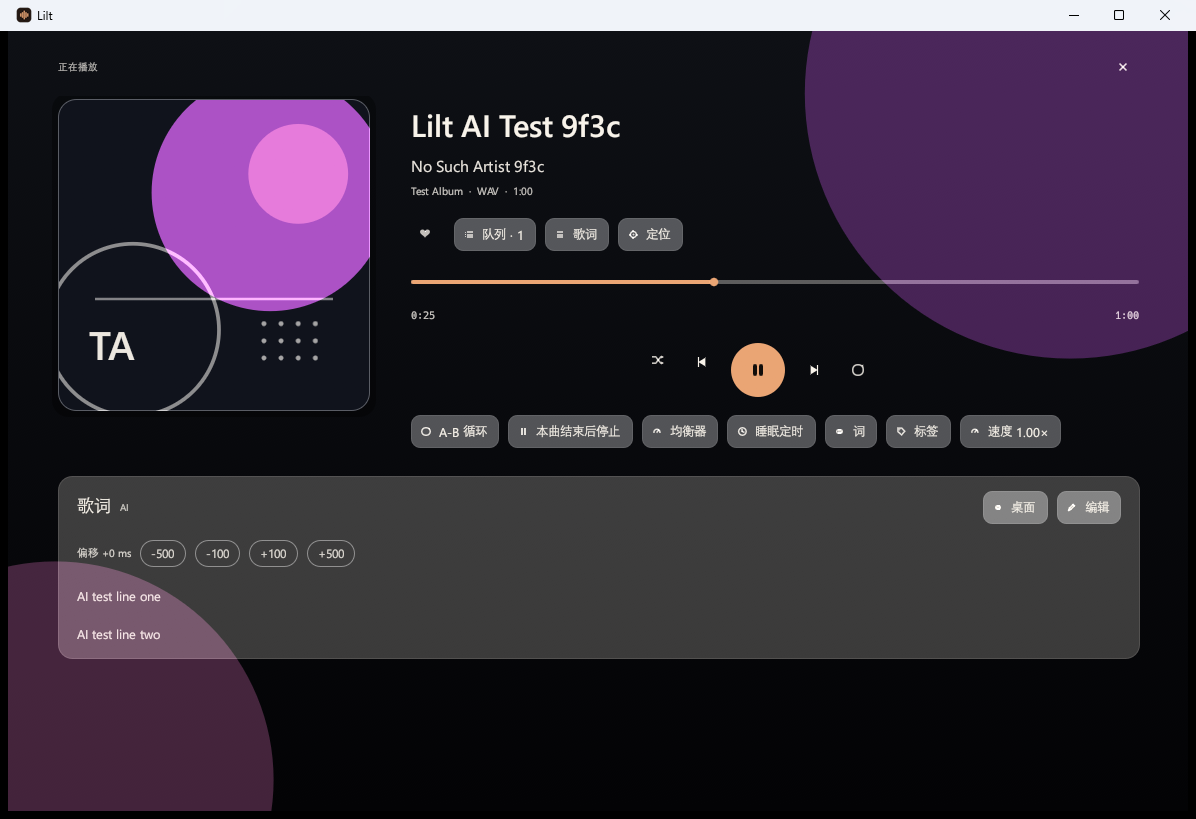 Lilt
正在播放
TA
Lilt AI Test 9f3c
No Such Artist 9f3c
Test Album · WAV · 1:00
队列 · 1 歌词 定位
0:25 1:00
A-B 循环 本曲结束后停止 均衡器 睡眠定时 词 标签 速度 1.00×
歌词 AI 桌面 编辑
偏移 +0 ms -500 -100 +100 +500
AI test line one
AI test line two